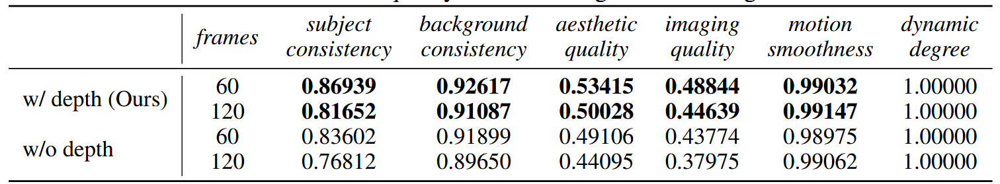 frames subject consistency background consistency aesthetic quality imaging quality motion smoothness dynamic degree
w/ depth (Ours) 60 0.86939 0.92617 0.53415 0.48844 0.99032 1.00000
120 0.81652 0.91087 0.50028 0.44639 0.99147 1.00000
w/o depth 60 0.83602 0.91899 0.49106 0.43774 0.98975 1.00000
120 0.76812 0.89650 0.44095 0.37975 0.99062 1.00000